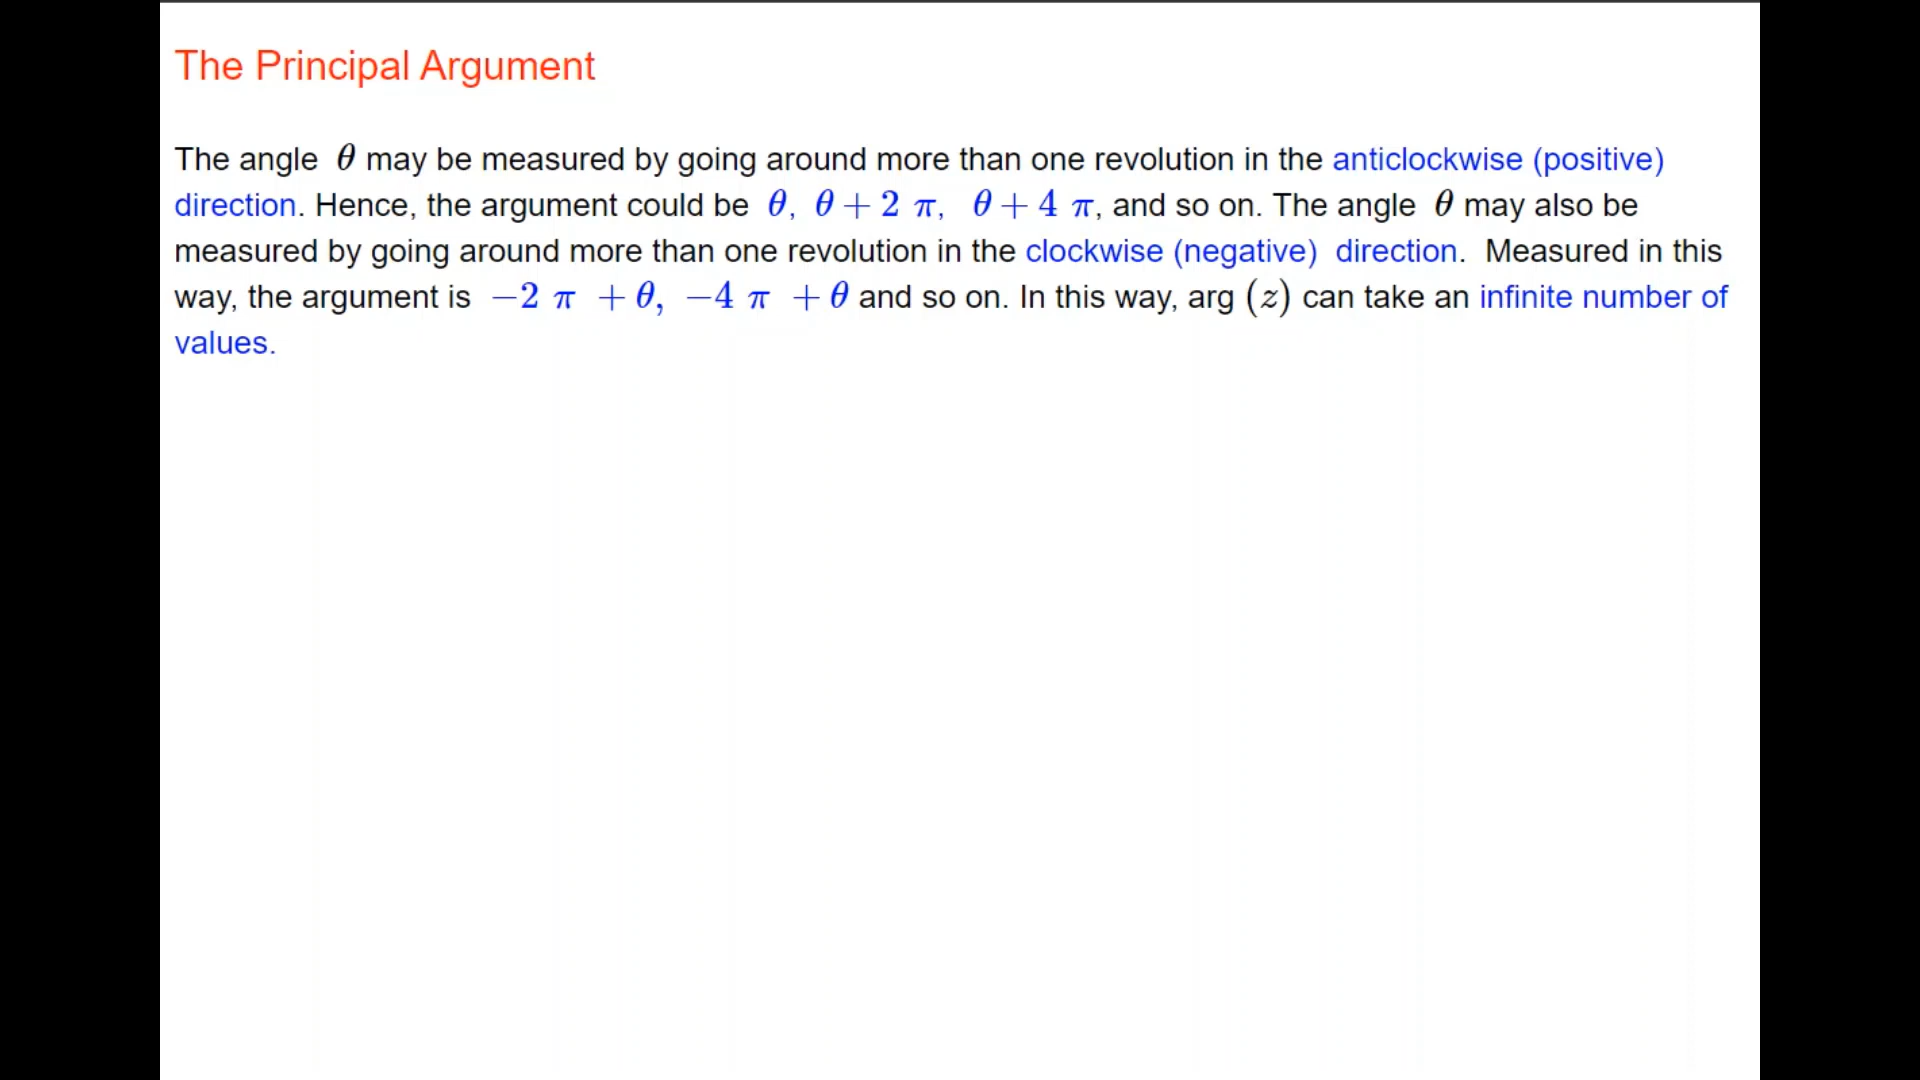 The Principal Argument
The angle θ may be measured by going around more than one revolution in the anticlockwise (positive)
direction. Hence, the argument could be θ, θ + 2 π, θ + 4 π, and so on. The angle θ may also be
measured by going around more than one revolution in the clockwise (negative) direction. Measured in this
way, the argument is −2 π + θ, −4 π + θ and so on. In this way, arg (z) can take an infinite number of
values.